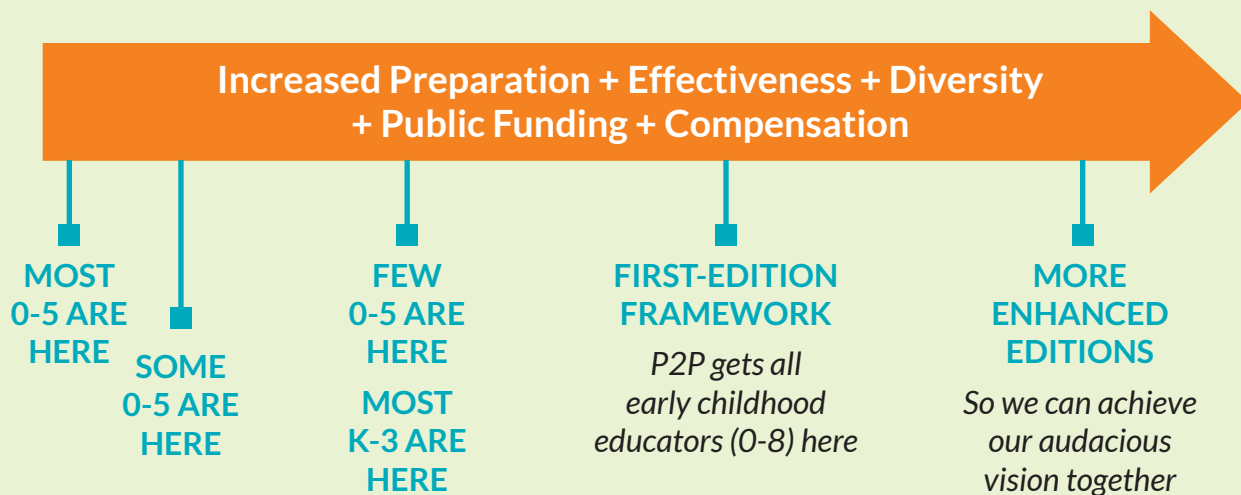 Increased Preparation + Effectiveness + Diversity
+ Public Funding + Compensation
MOST
0-5 ARE
HERE
SOME
0-5 ARE
HERE
FEW
0-5 ARE
HERE
MOST
K-3 ARE
HERE
FIRST-EDITION
FRAMEWORK
P2P gets all
early childhood
educators (0-8) here
MORE
ENHANCED
EDITIONS
So we can achieve
our audacious
vision together